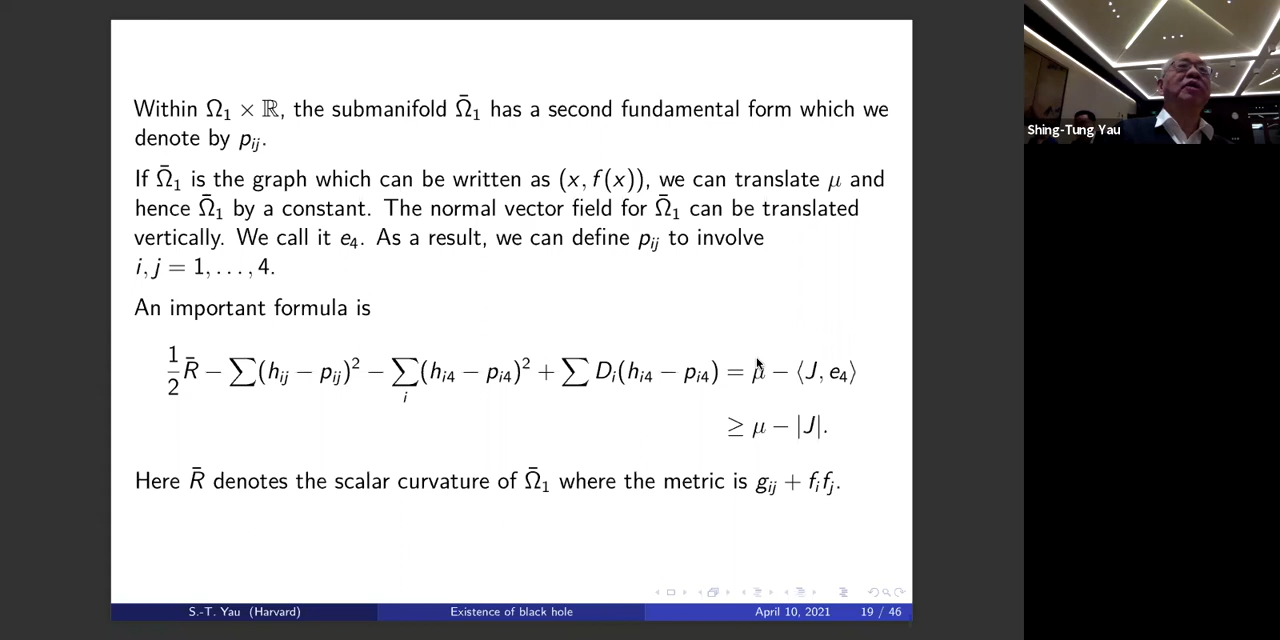 Within Ω₁ × ℝ, the submanifold Ω̄₁ has a second fundamental form which we
denote by pᵢⱼ.
If Ω̄₁ is the graph which can be written as (x, f(x)), we can translate μ and
hence Ω̄₁ by a constant. The normal vector field for Ω̄₁ can be translated
vertically. We call it e₄. As a result, we can define pᵢⱼ to involve
i, j = 1, . . . , 4.
An important formula is
1/2 R̄ − ∑(hᵢⱼ − pᵢⱼ)² − ∑ᵢ(hᵢ₄ − pᵢ₄)² + ∑ Dᵢ(hᵢ₄ − pᵢ₄) = μ − ⟨J, e₄⟩
≥ μ − |J|.
Here R̄ denotes the scalar curvature of Ω̄₁ where the metric is gᵢⱼ + fᵢfⱼ.
S.-T. Yau (Harvard) Existence of black hole April 10, 2021 19 / 46
Shing-Tung Yau